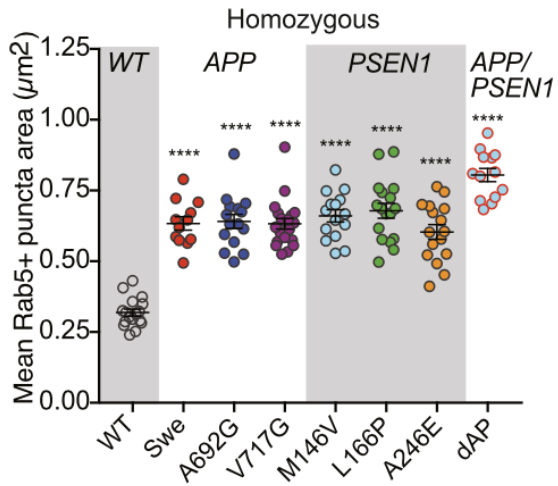 Homozygous
WT APP PSEN1 APP/
PSEN1
Mean Rab5+ puncta area (µm2)
1.25
1.00
0.75
0.50
0.25
0.00
**** **** **** **** **** **** ****
WT Swe A692G V717G M146V L166P A246E dAP